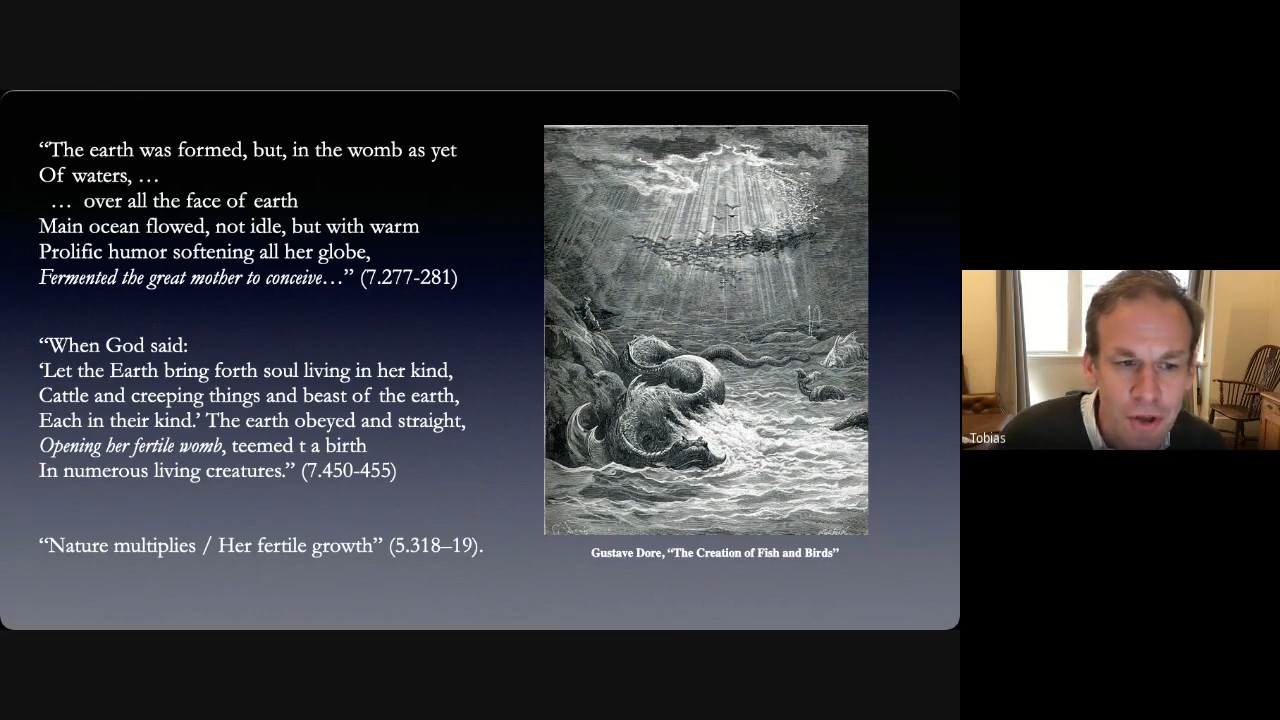 “The earth was formed, but, in the womb as yet
Of waters, …
… over all the face of earth
Main ocean flowed, not idle, but with warm
Prolific humor softening all her globe,
Fermented the great mother to conceive…” (7.277-281)
“When God said:
‘Let the Earth bring forth soul living in her kind,
Cattle and creeping things and beast of the earth,
Each in their kind.’ The earth obeyed and straight,
Opening her fertile womb, teemed t a birth
In numerous living creatures.” (7.450-455)
“Nature multiplies / Her fertile growth” (5.318–19).
Gustave Dore, “The Creation of Fish and Birds”
Tobias